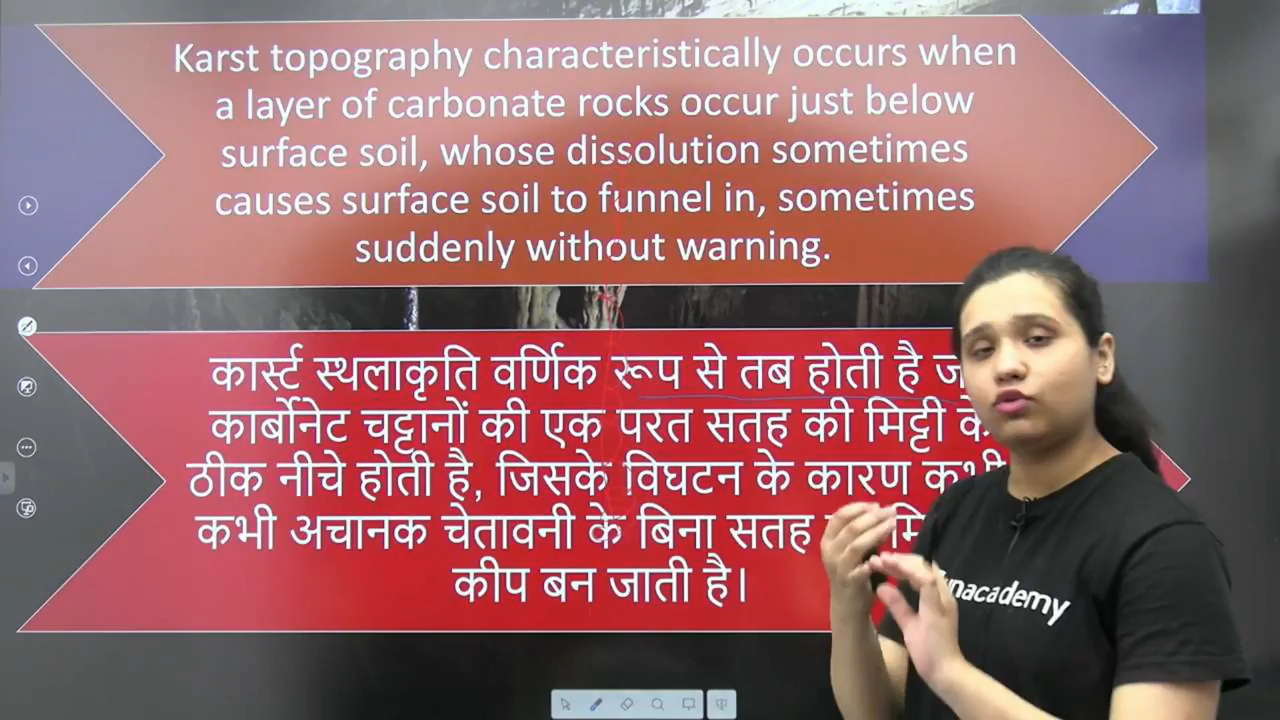 Karst topography characteristically occurs when
a layer of carbonate rocks occur just below
surface soil, whose dissolution sometimes
causes surface soil to funnel in, sometimes
suddenly without warning.
कार्स्ट स्थलाकृति वर्णिक रूप से तब होती है
कार्बोनेट चट्टानों की एक परत सतह की मिट्टी
ठीक नीचे होती है, जिसके विघटन के कारण
कभी अचानक चेतावनी के बिना सतह
कीप बन जाती है।
unacademy